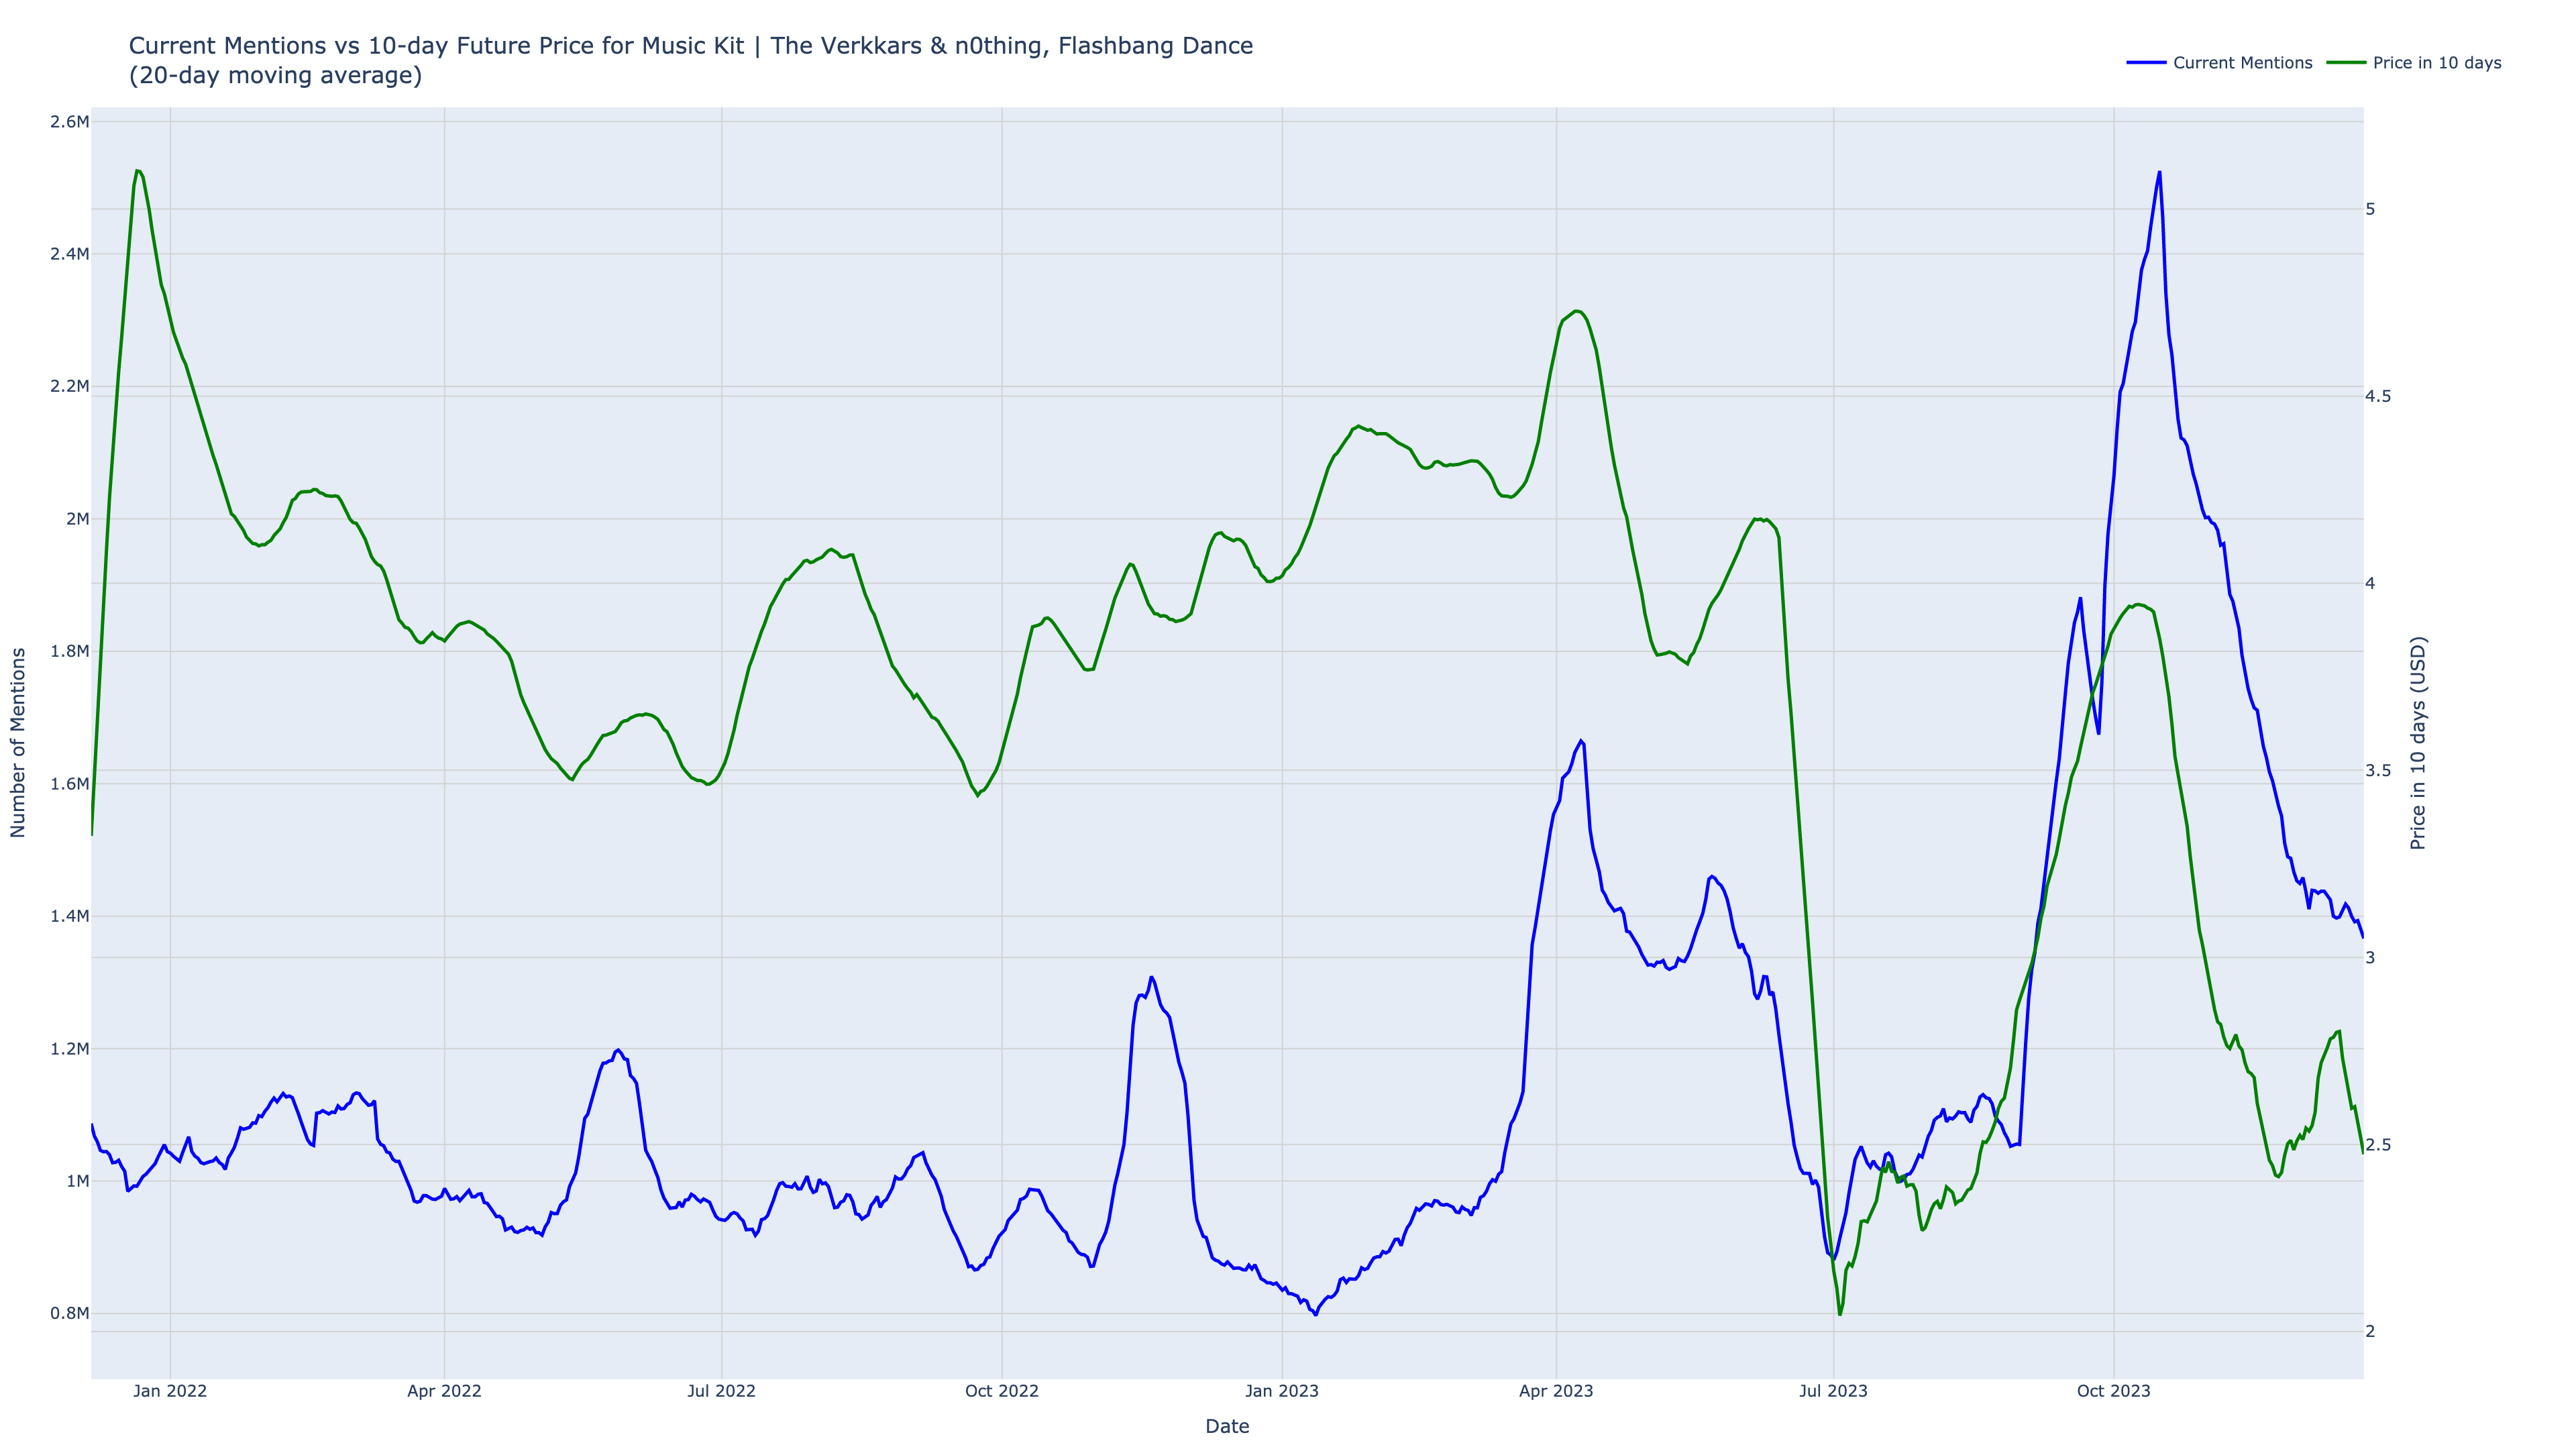 Current Mentions vs 10-day Future Price for Music Kit | The Verkkars & n0thing, Flashbang Dance
(20-day moving average)
Current Mentions
Price in 10 days
2.6M
2.4M
2.2M
2M
1.8M
1.6M
1.4M
1.2M
1M
0.8M
Number of Mentions
5
4.5
4
3.5
3
2.5
2
Price in 10 days (USD)
Jan 2022
Apr 2022
Jul 2022
Oct 2022
Jan 2023
Apr 2023
Jul 2023
Oct 2023
Date